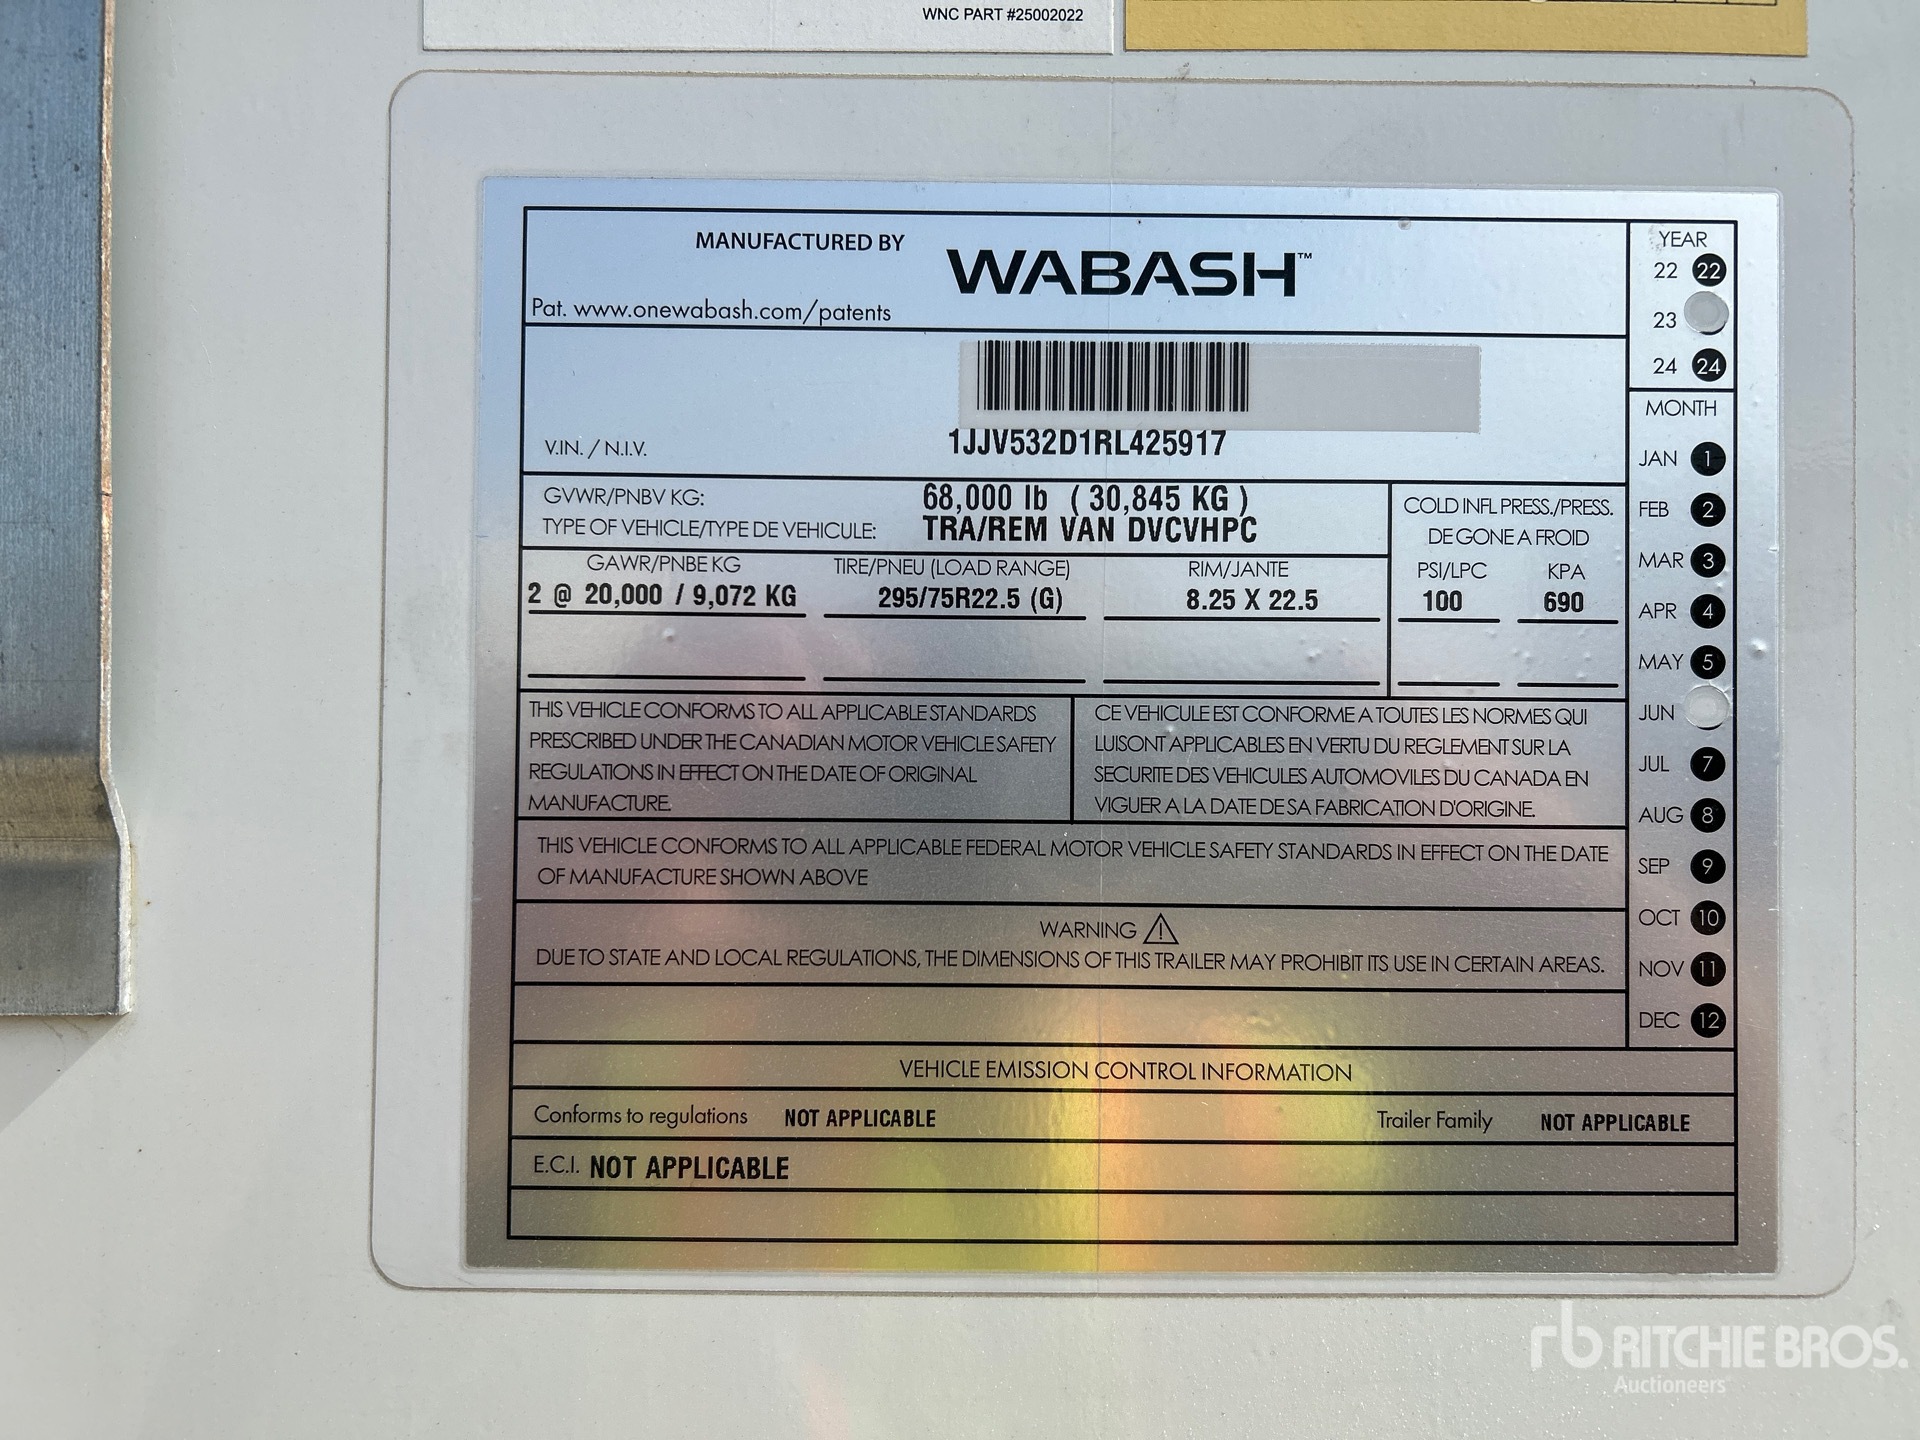 WNC PART #25002022
MANUFACTURED BY WABASH™
Pat. www.onewabash.com/patents
V.IN. / N.I.V. 1JJV532D1RL425917
GVWR/PNBV KG: 68,000 lb ( 30,845 KG )
TYPE OF VEHICLE/TYPE DE VEHICULE: TRA/REM VAN DVCVHPC
COLD INFL PRESS./PRESS.
DE GONE A FROID
GAWR/PNBE KG TIRE/PNEU (LOAD RANGE) RIM/JANTE PSI/LPC KPA
2 @ 20,000 / 9,072 KG 295/75R22.5 (G) 8.25 X 22.5 100 690
THIS VEHICLE CONFORMS TO ALL APPLICABLE STANDARDS
PRESCRIBED UNDER THE CANADIAN MOTOR VEHICLE SAFETY
REGULATIONS IN EFFECT ON THE DATE OF ORIGINAL
MANUFACTURE.
CE VEHICULE EST CONFORME A TOUTES LES NORMES QUI
LUISONT APPLICABLES EN VERTU DU REGLEMENT SUR LA
SECURITE DES VEHICULES AUTOMOVILES DU CANADA EN
VIGUER A LA DATE DE SA FABRICATION D'ORIGINE.
THIS VEHICLE CONFORMS TO ALL APPLICABLE FEDERAL MOTOR VEHICLE SAFETY STANDARDS IN EFFECT ON THE DATE
OF MANUFACTURE SHOWN ABOVE
WARNING
DUE TO STATE AND LOCAL REGULATIONS, THE DIMENSIONS OF THIS TRAILER MAY PROHIBIT ITS USE IN CERTAIN AREAS.
YEAR
22 22
23
24 24
MONTH
JAN 1
FEB 2
MAR 3
APR 4
MAY 5
JUN
JUL 7
AUG 8
SEP 9
OCT 10
NOV 11
DEC 12
VEHICLE EMISSION CONTROL INFORMATION
Conforms to regulations NOT APPLICABLE Trailer Family NOT APPLICABLE
E.C.I. NOT APPLICABLE
rb RITCHIE BROS.
Auctioneers